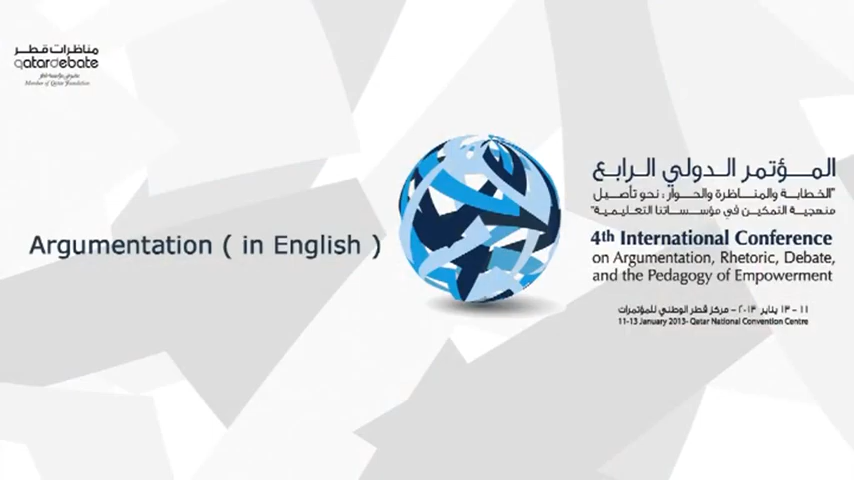 مناظرات قطر
qatardebate
Member of Qatar Foundation
Argumentation ( in English )
المؤتمر الدولي الرابع
"الخطابة والمناظرة والحوار: نحو تأصيل
منهجية التمكين في مؤسساتنا التعليمية"
4th International Conference
on Argumentation, Rhetoric, Debate,
and the Pedagogy of Empowerment
١١ - ١٣ يناير ٢٠١٣ - مركز قطر الوطني للمؤتمرات
11-13 January 2013- Qatar National Convention Centre